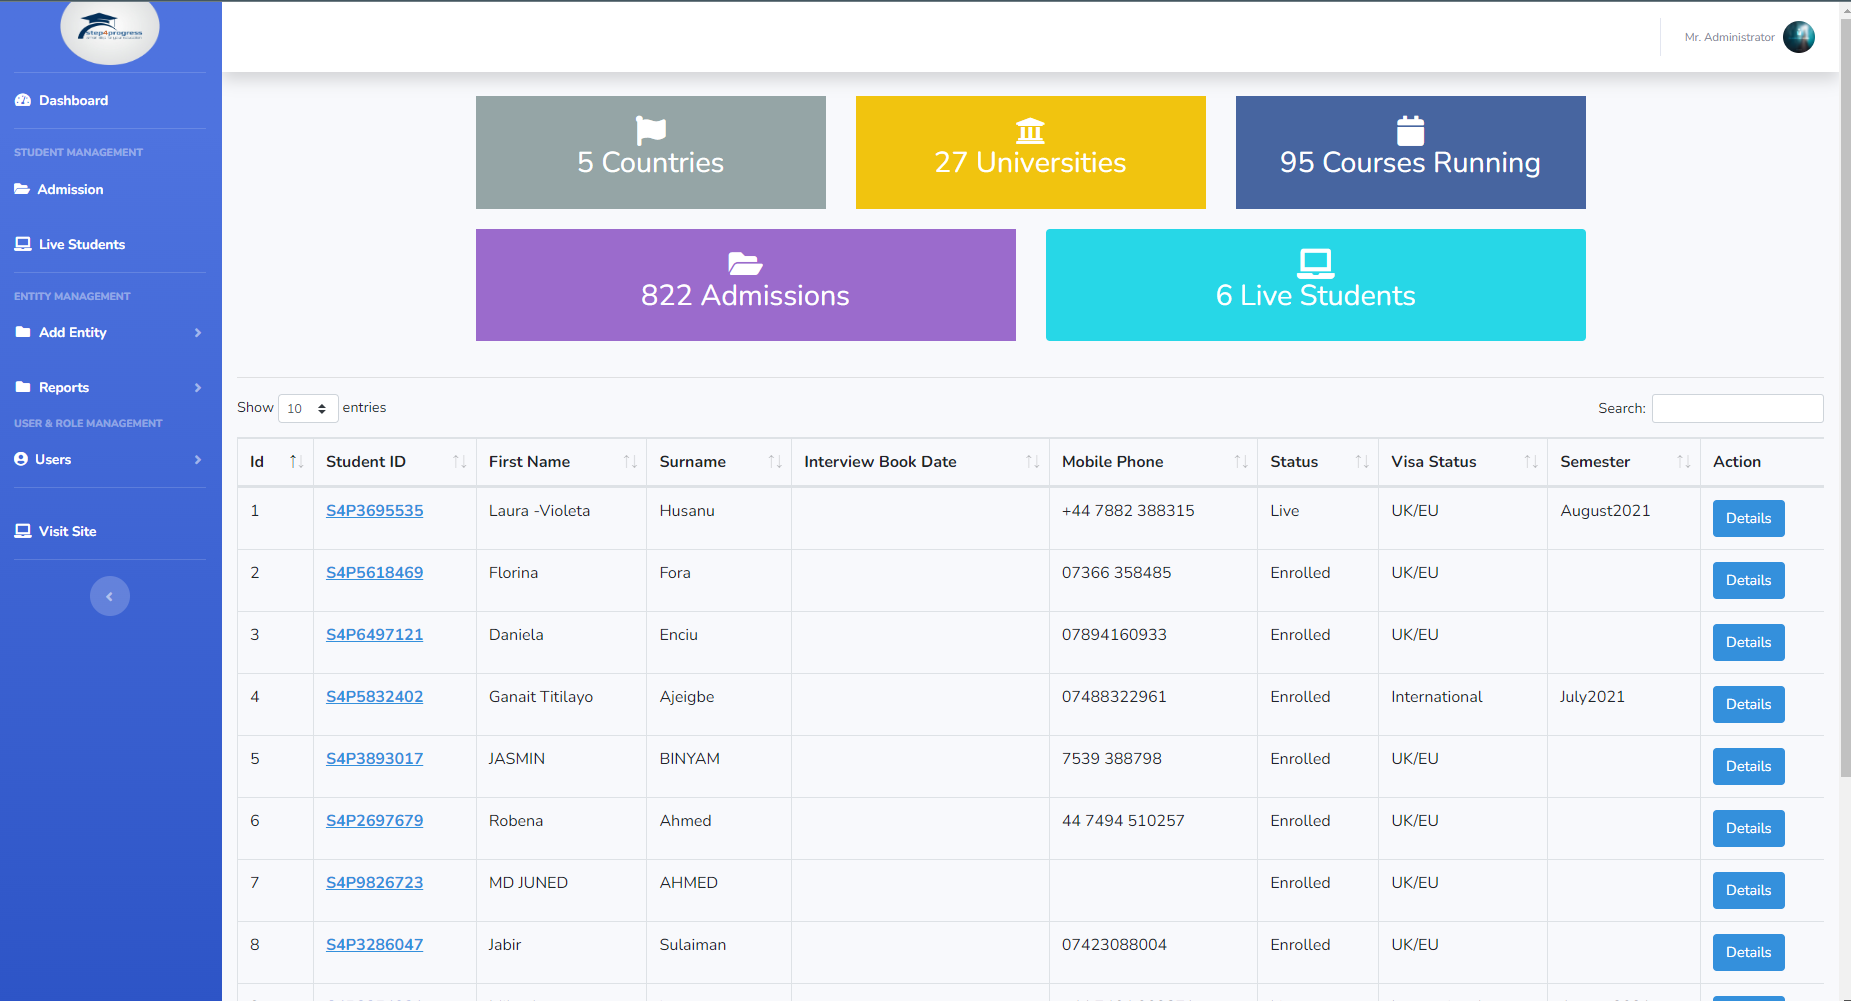 step4progress
Mr. Administrator
Dashboard
STUDENT MANAGEMENT
Admission
Live Students
ENTITY MANAGEMENT
Add Entity
Reports
USER & ROLE MANAGEMENT
Users
Visit Site
5 Countries
27 Universities
95 Courses Running
822 Admissions
6 Live Students
Show 10 entries
Search:
Id Student ID First Name Surname Interview Book Date Mobile Phone Status Visa Status Semester Action
1 S4P3695535 Laura -Violeta Husanu +44 7882 388315 Live UK/EU August2021 Details
2 S4P5618469 Florina Fora 07366 358485 Enrolled UK/EU Details
3 S4P6497121 Daniela Enciu 07894160933 Enrolled UK/EU Details
4 S4P5832402 Ganait Titilayo Ajeigbe 07488322961 Enrolled International July2021 Details
5 S4P3893017 JASMIN BINYAM 7539 388798 Enrolled UK/EU Details
6 S4P2697679 Robena Ahmed 44 7494 510257 Enrolled UK/EU Details
7 S4P9826723 MD JUNED AHMED Enrolled UK/EU Details
8 S4P3286047 Jabir Sulaiman 07423088004 Enrolled UK/EU Details